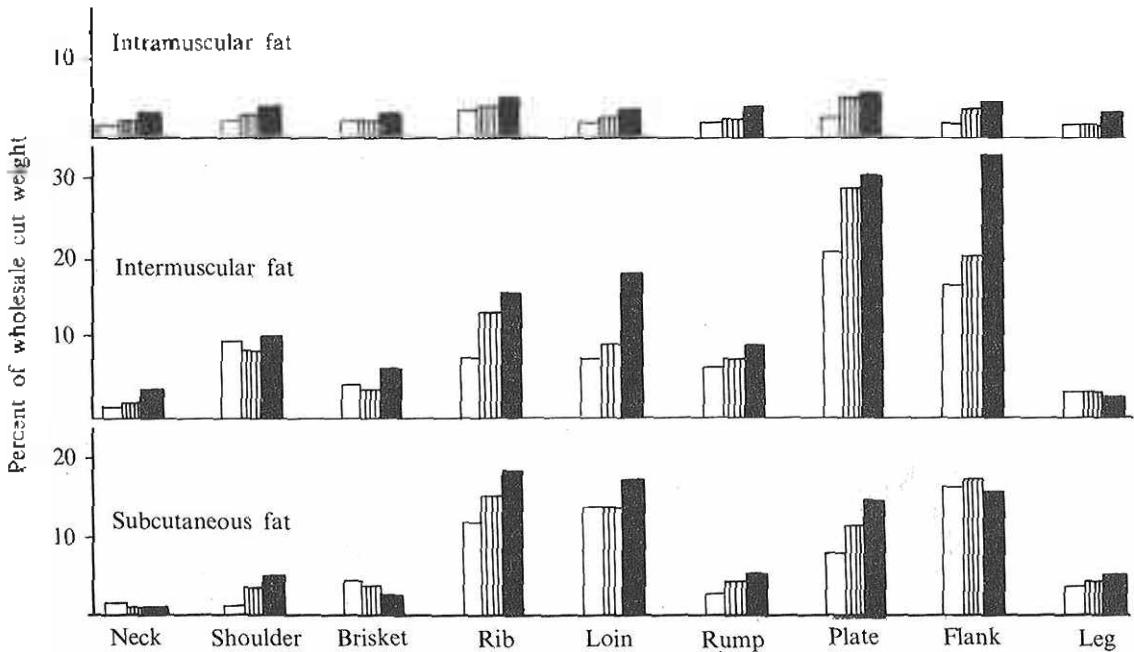 Percent of wholesale cut weight
Intramuscular fat
10
Intermuscular fat
30
20
10
Subcutaneous fat
20
10
Neck Shoulder Brisket Rib Loin Rump Plate Flank Leg